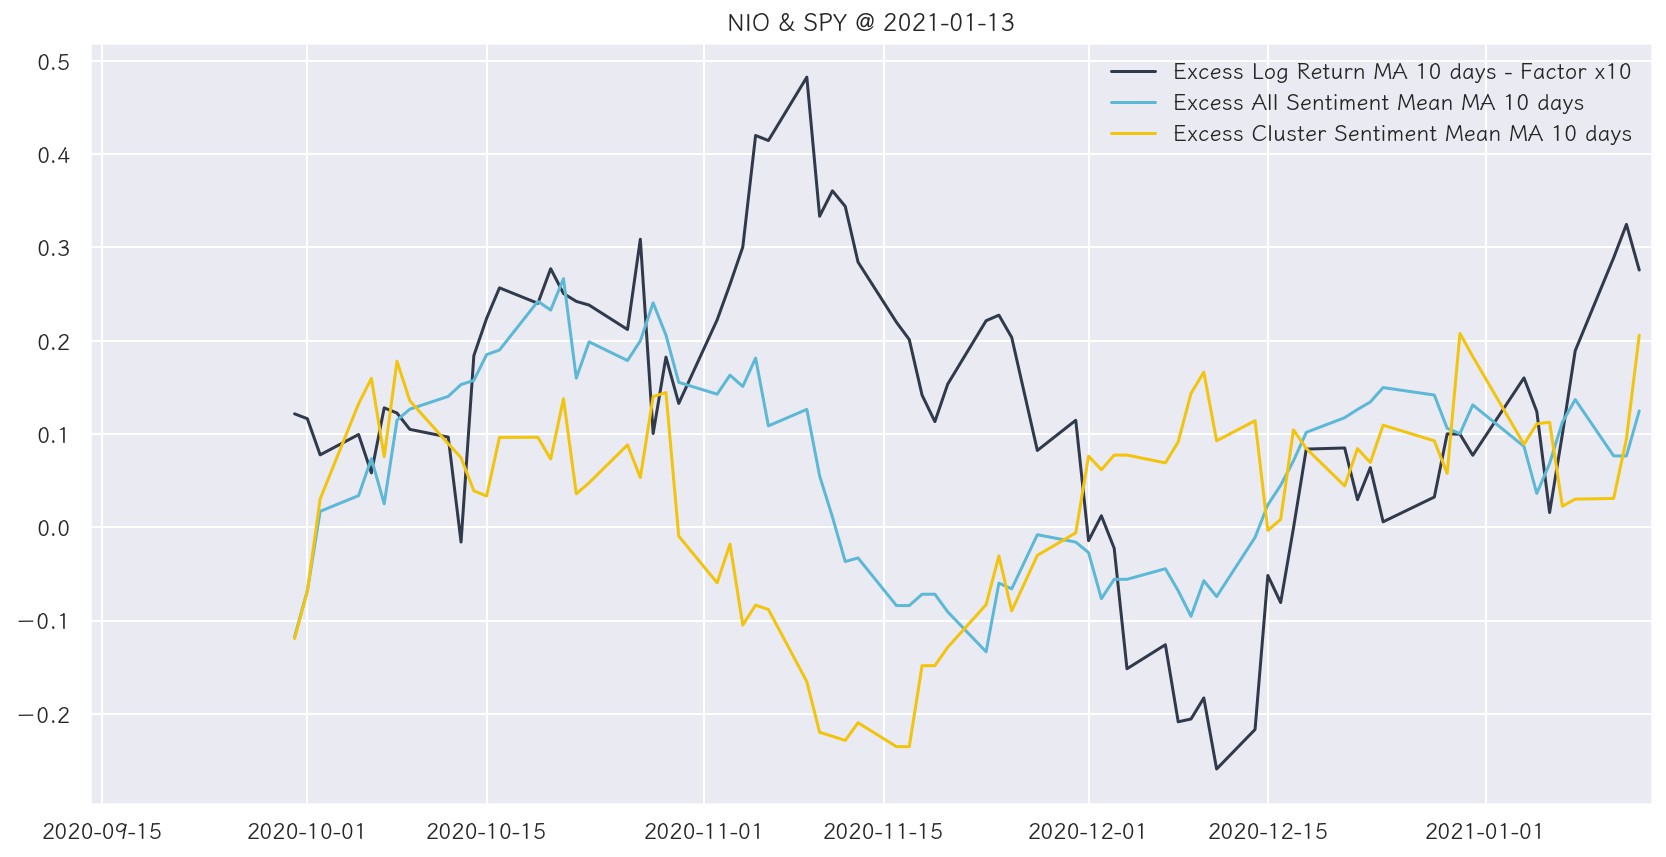 NIO & SPY @ 2021-01-13
Excess Log Return MA 10 days - Factor x10
Excess All Sentiment Mean MA 10 days
Excess Cluster Sentiment Mean MA 10 days
0.5
0.4
0.3
0.2
0.1
0.0
−0.1
−0.2
2020-09-15 2020-10-01 2020-10-15 2020-11-01 2020-11-15 2020-12-01 2020-12-15 2021-01-01